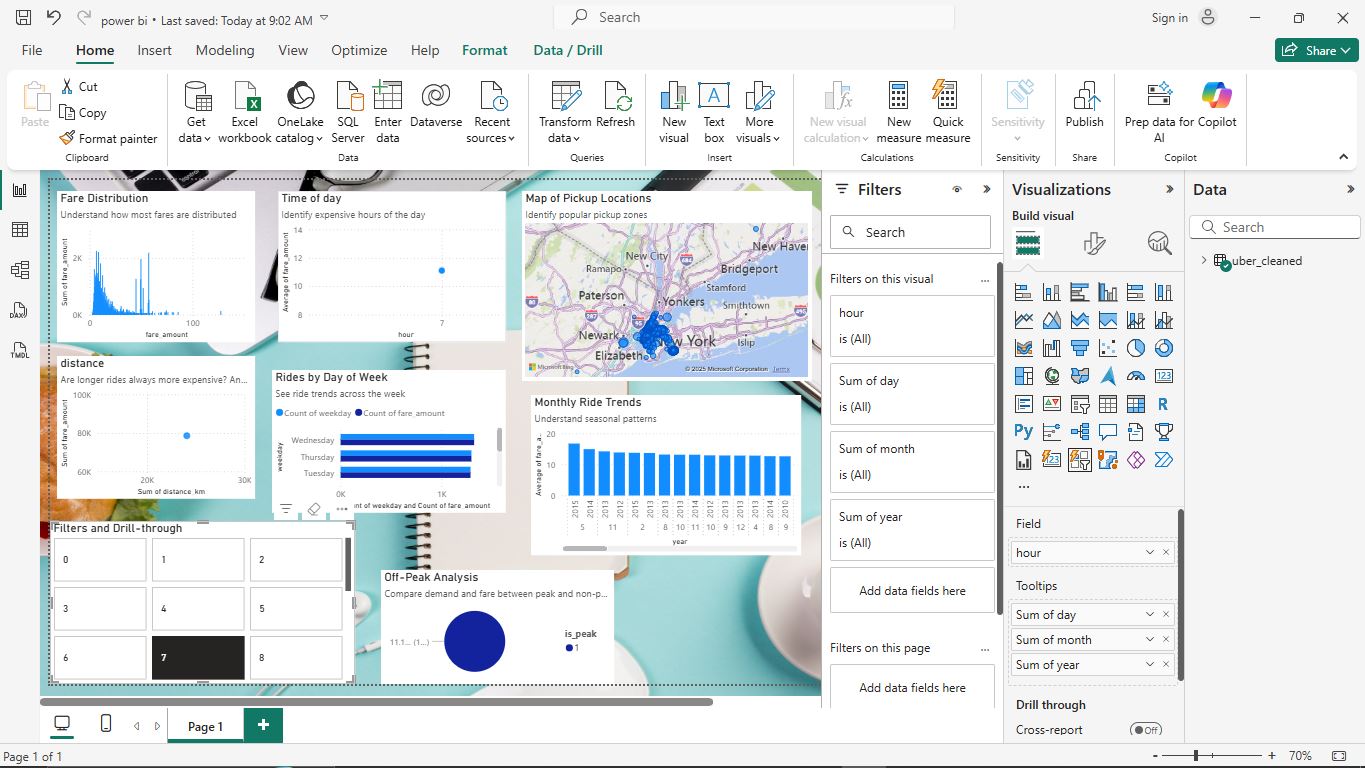 power bi • Last saved: Today at 9:02 AM
Search
Sign in
File Home Insert Modeling View Optimize Help Format Data / Drill
Share
Paste
Cut
Copy
Format painter
Clipboard
Get data
Excel workbook
OneLake catalog
SQL Server
Enter data
Dataverse
Recent sources
Data
Transform data
Refresh
Queries
New visual
Text box
More visuals
Insert
New visual calculation
New measure
Quick measure
Calculations
Sensitivity
Sensitivity
Publish
Share
Prep data for AI
Copilot
Copilot
DAX
TMDL
Fare Distribution
Understand how most fares are distributed
Sum of fare_amount
2K
0K
0 100
fare_amount
Time of day
Identify expensive hours of the day
Average of fare_amount
14
12
10
8
7
hour
Map of Pickup Locations
Identify popular pickup zones
New Haven
New City
Ramapo
Bridgeport
Stamford
Paterson
Yonkers
Smithtown
Newark
New York
Islip
Elizabeth
Microsoft Bing
© 2025 Microsoft Corporation Terms
distance
Are longer rides always more expensive? An...
Sum of fare_amount
100K
80K
60K
20K 30K
Sum of distance_km
Rides by Day of Week
See ride trends across the week
Count of weekday Count of fare_amount
weekday
Wednesday
Thursday
Tuesday
0K 1K
nt of weekday and Count of fare_amount
Monthly Ride Trends
Understand seasonal patterns
Average of fare_a..
20
10
0
2015 2014 2013 2012 2015 2013 2013 2014 2013 2013 2012 2013 2014 2014 2010
5 11 2 8 10 11 10 9 12 4 8 9
year
Filters and Drill-through
0 1 2
3 4 5
6 7 8
Off-Peak Analysis
Compare demand and fare between peak and non-p...
11.1... (1...)
is_peak
1
Filters
Search
Filters on this visual
...
hour
is (All)
Sum of day
is (All)
Sum of month
is (All)
Sum of year
is (All)
Add data fields here
Filters on this page
...
Add data fields here
Visualizations
Build visual
123
R
Py
123
...
Field
hour
Tooltips
Sum of day
Sum of month
Sum of year
Drill through
Cross-report
Off
Data
Search
uber_cleaned
Page 1
+
Page 1 of 1
- + 70%